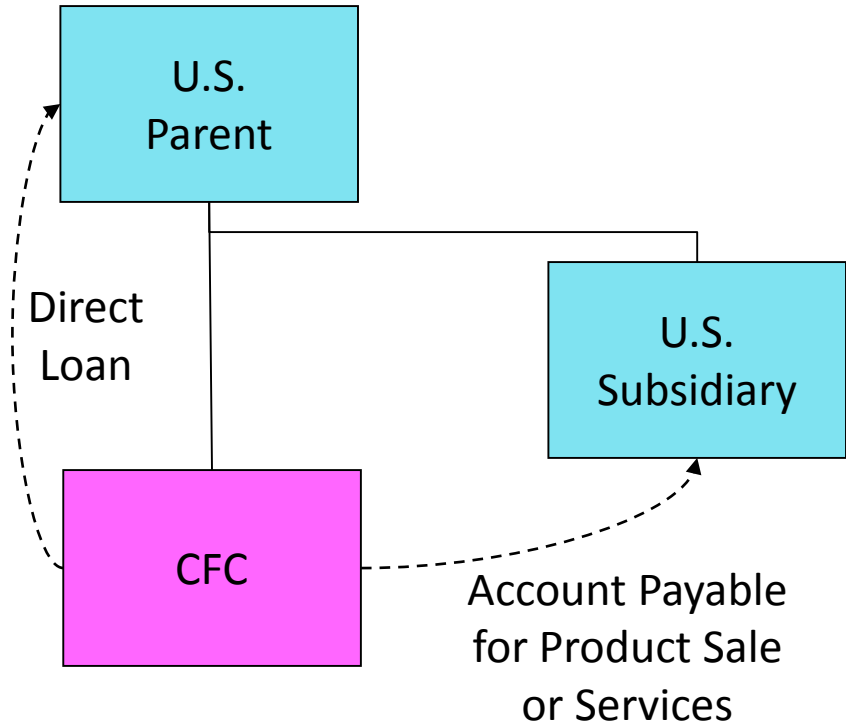 U.S.
Parent
Direct
Loan
U.S.
Subsidiary
CFC
Account Payable
for Product Sale
or Services